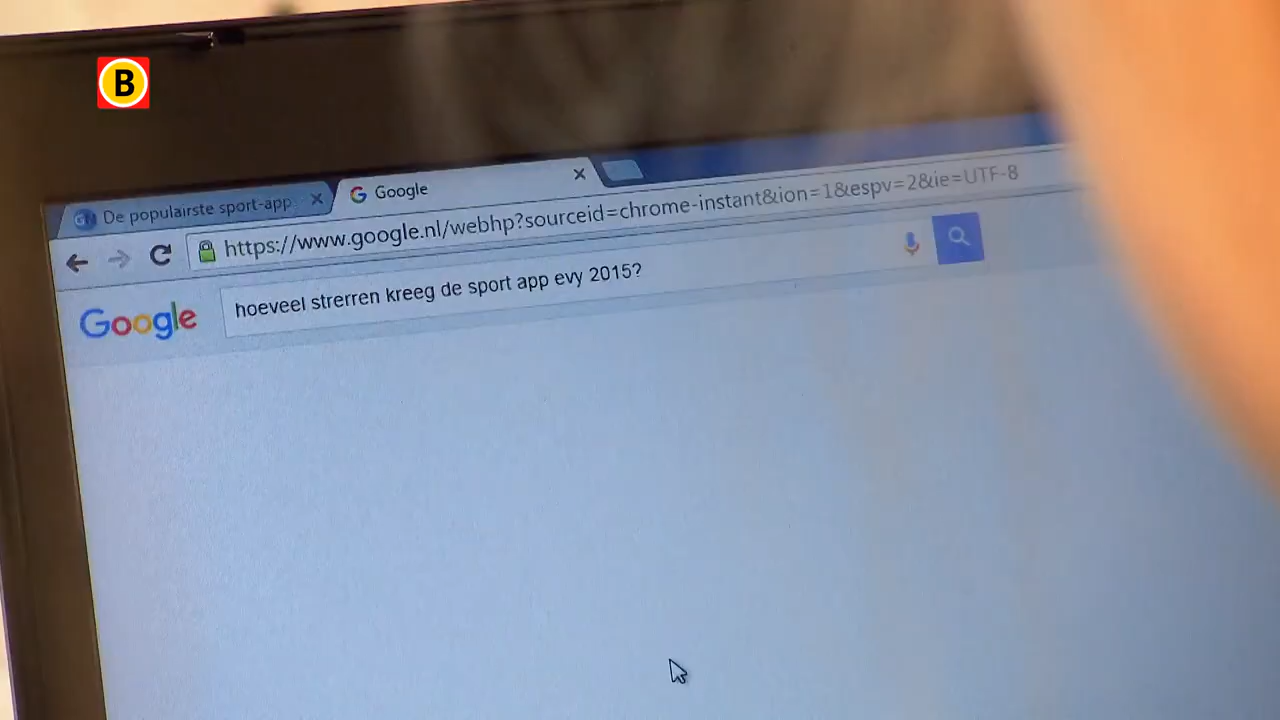 B
De populairste sport-app
Google
https://www.google.nl/webhp?sourceid=chrome-instant&ion=1&espv=2&ie=UTF-8
Google
hoeveel strerren kreeg de sport app evy 2015?